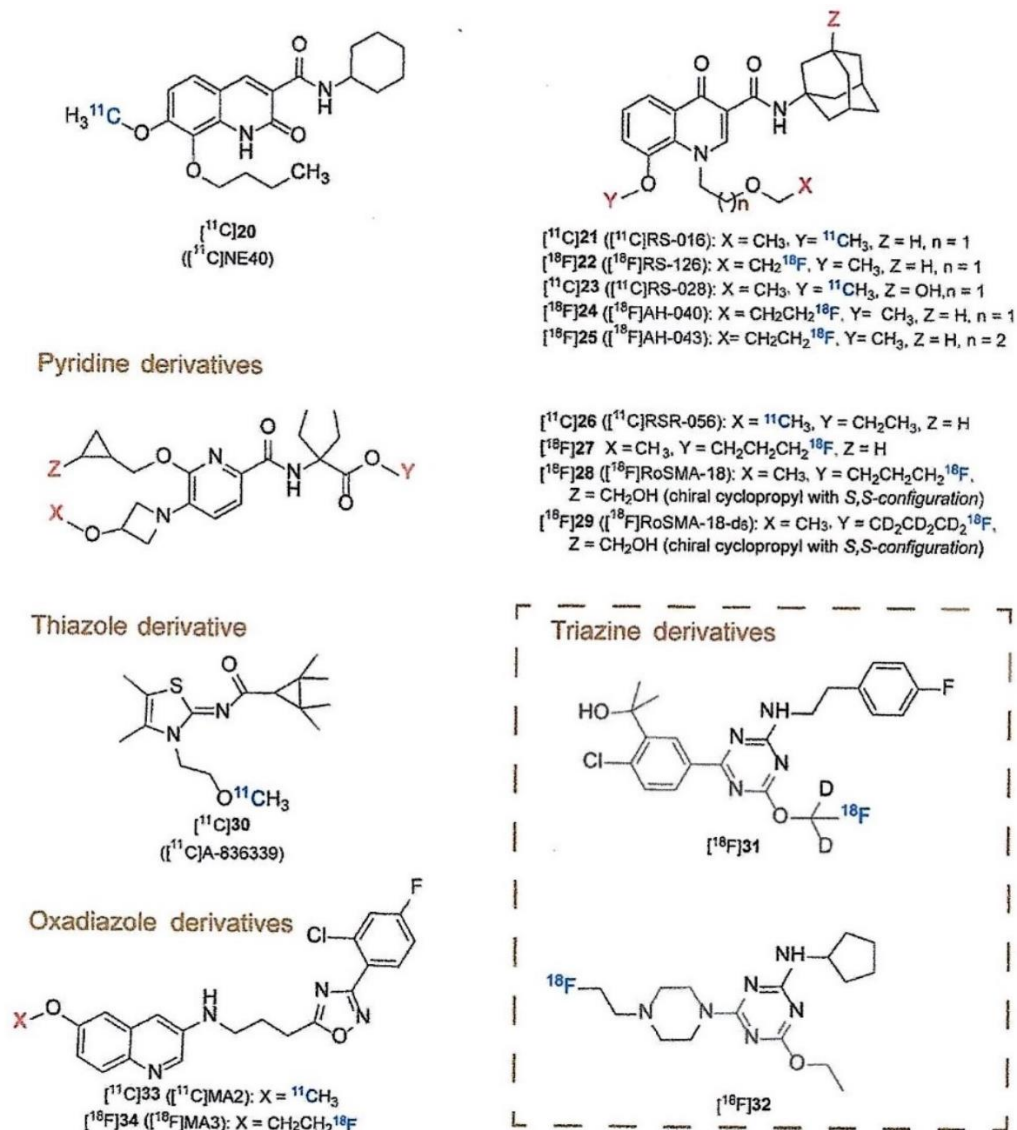 O
N
H
H₃¹¹C
O
N
H
O
O
CH₃
[¹¹C]20
([¹¹C]NE40)
Z
O
O
N
H
N
O
Y
O
X
( )n
[¹¹C]21 ([¹¹C]RS-016): X = CH₃, Y= ¹¹CH₃, Z = H, n = 1
[¹⁸F]22 ([¹⁸F]RS-126): X = CH₂¹⁸F, Y = CH₃, Z = H, n = 1
[¹¹C]23 ([¹¹C]RS-028): X = CH₃, Y = ¹¹CH₃, Z = OH,n = 1
[¹⁸F]24 ([¹⁸F]AH-040): X = CH₂CH₂¹⁸F, Y= CH₃, Z = H, n = 1
[¹⁸F]25 ([¹⁸F]AH-043): X= CH₂CH₂¹⁸F, Y= CH₃, Z = H, n = 2
Pyridine derivatives
Z
O
N
O
N
H
O
O
Y
X
O
N
[¹¹C]26 ([¹¹C]RSR-056): X = ¹¹CH₃, Y = CH₂CH₃, Z = H
[¹⁸F]27 X = CH₃, Y = CH₂CH₂CH₂¹⁸F, Z = H
[¹⁸F]28 ([¹⁸F]RoSMA-18): X = CH₃, Y = CH₂CH₂CH₂¹⁸F,
Z = CH₂OH (chiral cyclopropyl with S,S-configuration)
[¹⁸F]29 ([¹⁸F]RoSMA-18-d₆): X = CH₃, Y = CD₂CD₂CD₂¹⁸F,
Z = CH₂OH (chiral cyclopropyl with S,S-configuration)
Thiazole derivative
S
O
N
N
O¹¹CH₃
[¹¹C]30
([¹¹C]A-836339)
Triazine derivatives
HO
Cl
NH
F
N
N
N
O
D
¹⁸F
D
[¹⁸F]31
Oxadiazole derivatives
F
Cl
X
O
H
N
N
N
N
O
[¹¹C]33 ([¹¹C]MA2): X = ¹¹CH₃
[¹⁸F]34 ([¹⁸F]MA3): X = CH₂CH₂¹⁸F
¹⁸F
N
N
NH
N
N
N
O
[¹⁸F]32